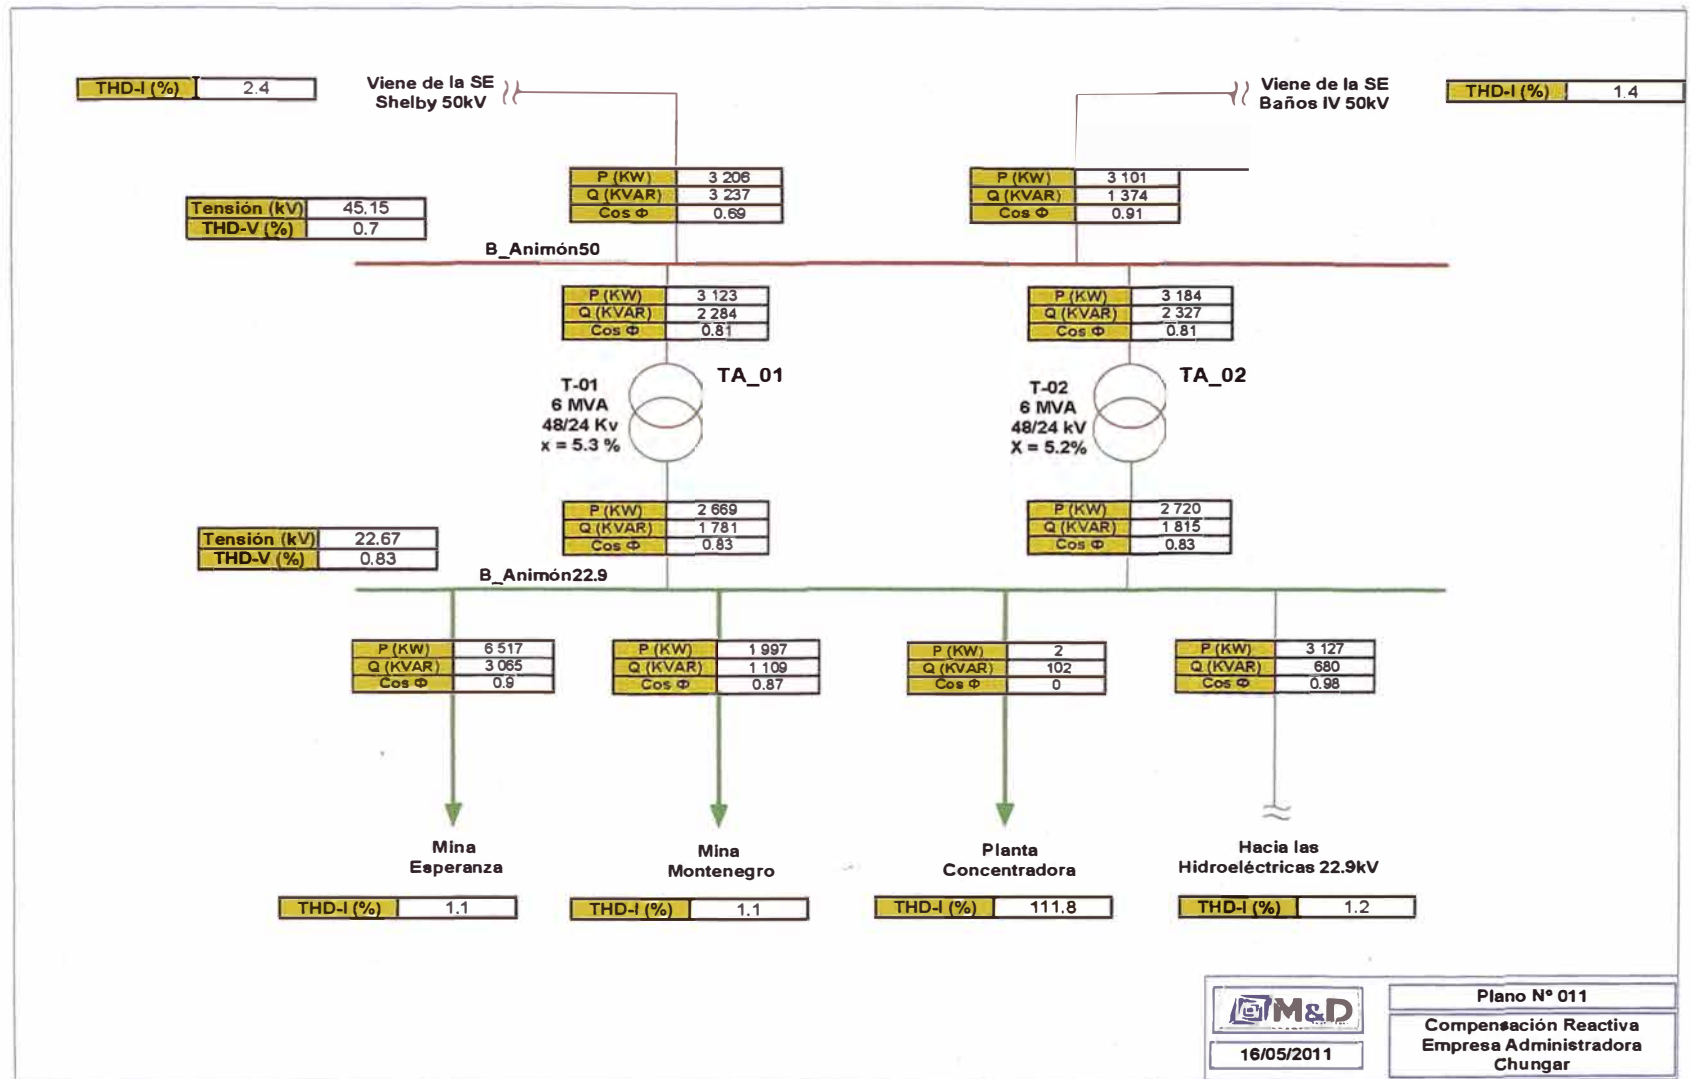 THD-I (%) 2.4
Viene de la SE
Shelby 50kV
Viene de la SE
Baños IV 50kV
THD-I (%) 1.4
P (KW) 3 206
Q (KVAR) 3 237
Cos Φ 0.69
P (KW) 3 101
Q (KVAR) 1 374
Cos Φ 0.91
Tensión (kV) 45.15
THD-V (%) 0.7
B_Animón50
P (KW) 3 123
Q (KVAR) 2 284
Cos Φ 0.81
P (KW) 3 184
Q (KVAR) 2 327
Cos Φ 0.81
T-01
6 MVA
48/24 Kv
x = 5.3 %
TA_01
T-02
6 MVA
48/24 kV
X = 5.2%
TA_02
P (KW) 2 669
Q (KVAR) 1 781
Cos Φ 0.83
P (KW) 2 720
Q (KVAR) 1 815
Cos Φ 0.83
Tensión (kV) 22.67
THD-V (%) 0.83
B_Animón22.9
P (KW) 6 517
Q (KVAR) 3 065
Cos Φ 0.9
P (KW) 1 997
Q (KVAR) 1 109
Cos Φ 0.87
P (KW) 2
Q (KVAR) 102
Cos Φ 0
P (KW) 3 127
Q (KVAR) 680
Cos Φ 0.98
Mina
Esperanza
Mina
Montenegro
Planta
Concentradora
Hacia las
Hidroeléctricas 22.9kV
THD-I (%) 1.1
THD-I (%) 1.1
THD-I (%) 111.8
THD-I (%) 1.2
M&D
16/05/2011
Plano Nº 011
Compensación Reactiva
Empresa Administradora
Chungar